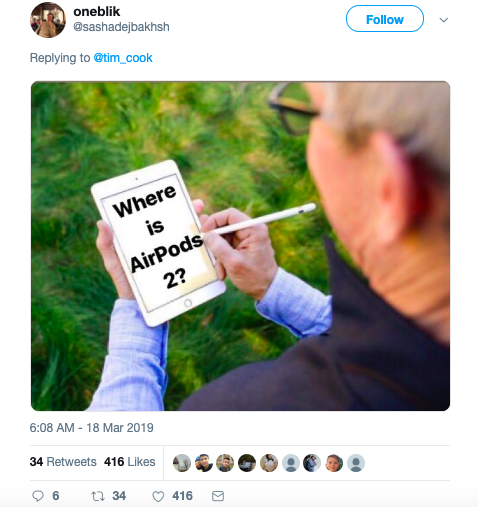 oneblik
@sashadejbakhsh
Follow
Replying to @tim_cook
Where
is
AirPods
2?
6:08 AM - 18 Mar 2019
34 Retweets 416 Likes
6 34 416